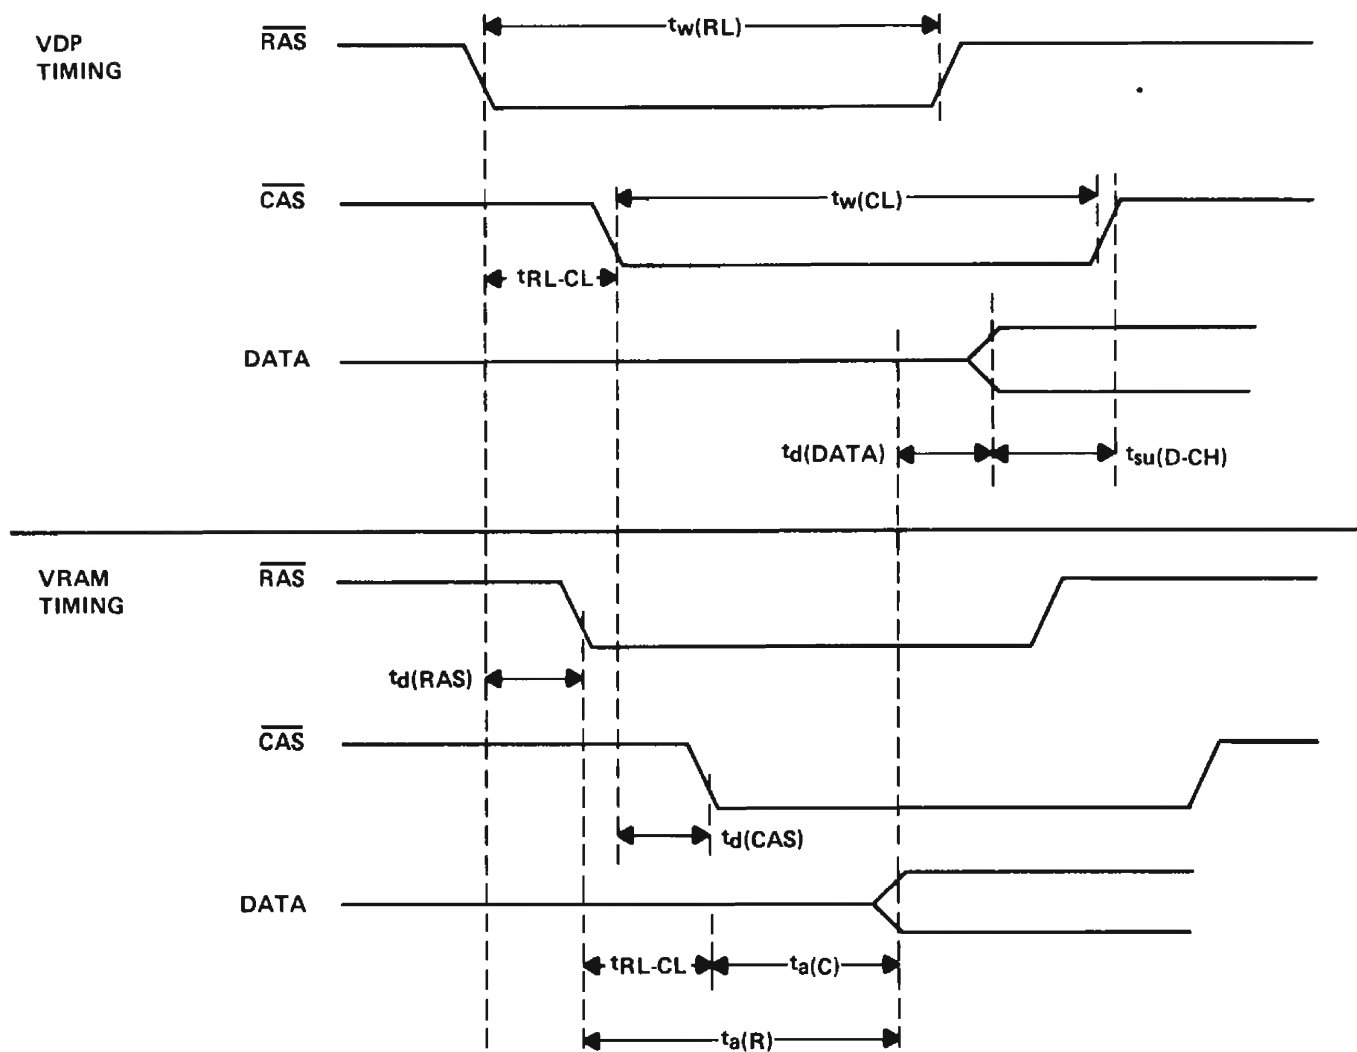 VDP
TIMING
RAS
tw(RL)
CAS
tw(CL)
tRL-CL
DATA
td(DATA)
tsu(D-CH)
VRAM
TIMING
RAS
td(RAS)
CAS
td(CAS)
DATA
tRL-CL
ta(C)
ta(R)